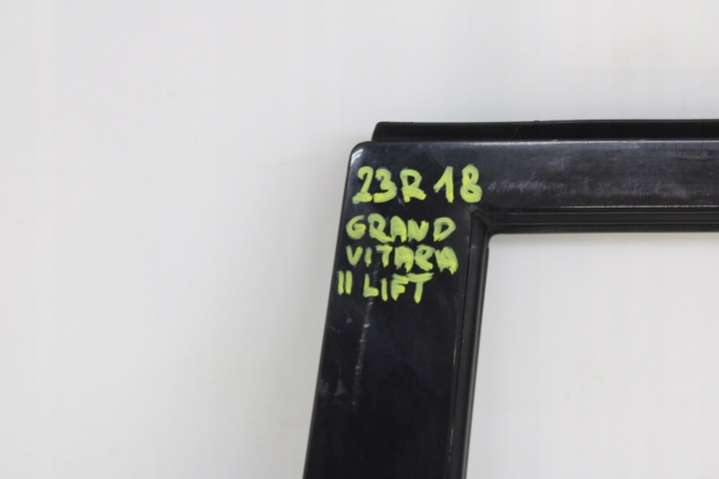 23R18
GRAND
VITARA
II LIFT